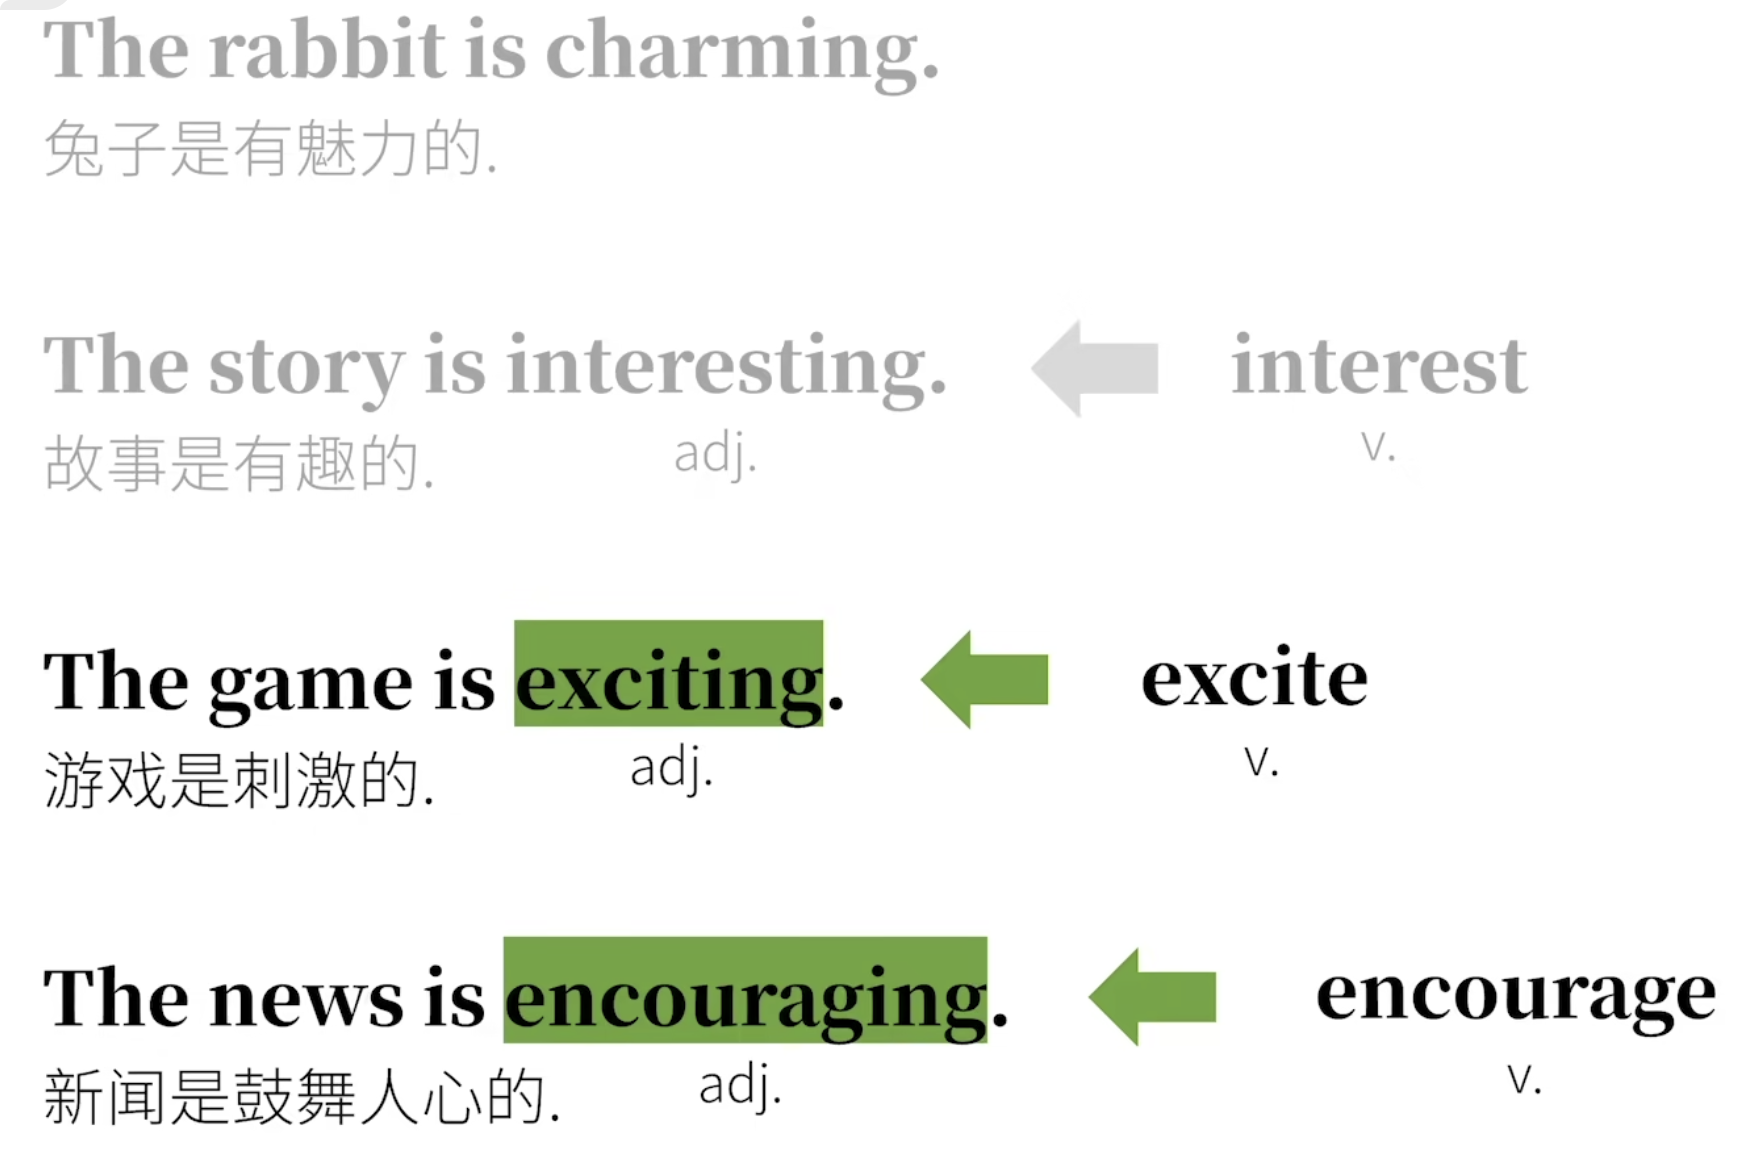 The rabbit is charming.
兔子是有魅力的.
The story is interesting. interest
故事是有趣的. adj. v.
The game is exciting. excite
游戏是刺激的. adj. v.
The news is encouraging. encourage
新闻是鼓舞人心的. adj. v.